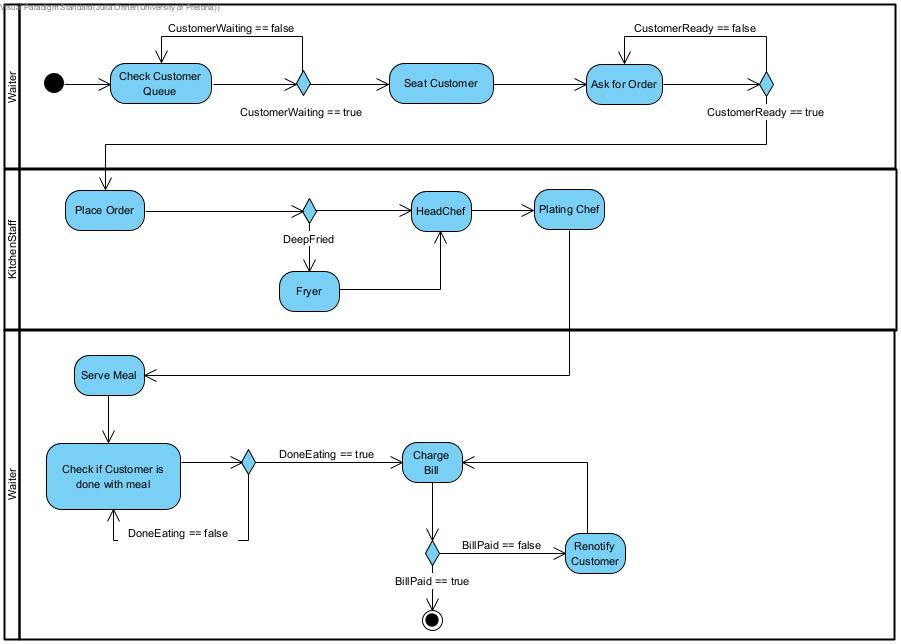 Visual Paradigm Standard(Julia Othner(University of Pretoria))
CustomerWaiting == false
CustomerReady == false
Waiter
Check Customer
Queue
Seat Customer
Ask for Order
CustomerWaiting == true
CustomerReady == true
KitchenStaff
Place Order
HeadChef
Plating Chef
DeepFried
Fryer
Waiter
Serve Meal
Check if Customer is
done with meal
DoneEating == true
Charge
Bill
DoneEating == false
BillPaid == false
Renotify
Customer
BillPaid == true